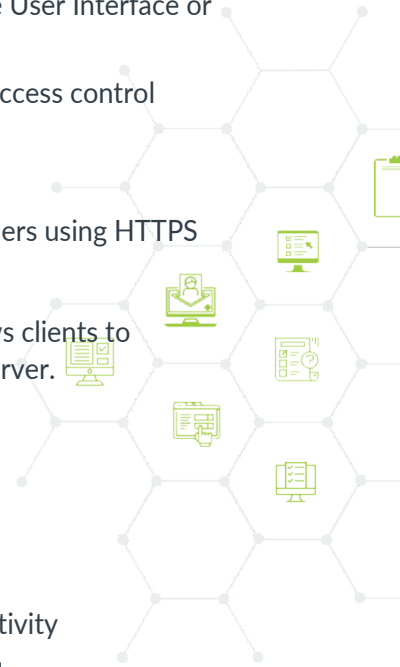 User Interface or
ccess control
ers using HTTPS
s clients to
rver.
tivity